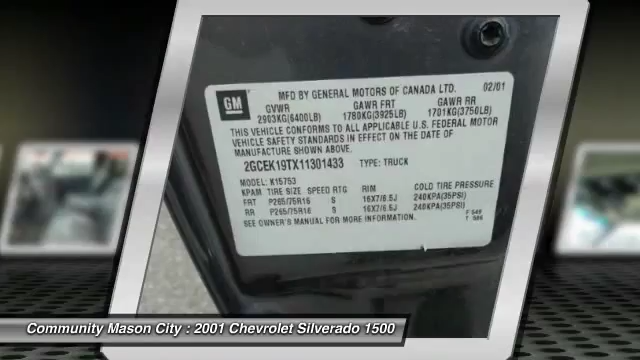 GM
MFD BY GENERAL MOTORS OF CANADA LTD. 02/01
GVWR GAWR FRT GAWR RR
2903KG(6400LB) 1780KG(3925LB) 1701KG(3750LB)
THIS VEHICLE CONFORMS TO ALL APPLICABLE U.S. FEDERAL MOTOR
VEHICLE SAFETY STANDARDS IN EFFECT ON THE DATE OF
MANUFACTURE SHOWN ABOVE.
2GCEK19TX11301433 TYPE: TRUCK
MODEL: K15753
KPAM TIRE SIZE SPEED RTG RIM COLD TIRE PRESSURE
FRT P265/75R16 S 16X7/6.5J 240KPA(35PSI)
RR P265/75R16 S 16X7/6.5J 240KPA(35PSI)
SEE OWNER'S MANUAL FOR MORE INFORMATION.
Community Mason City : 2001 Chevrolet Silverado 1500